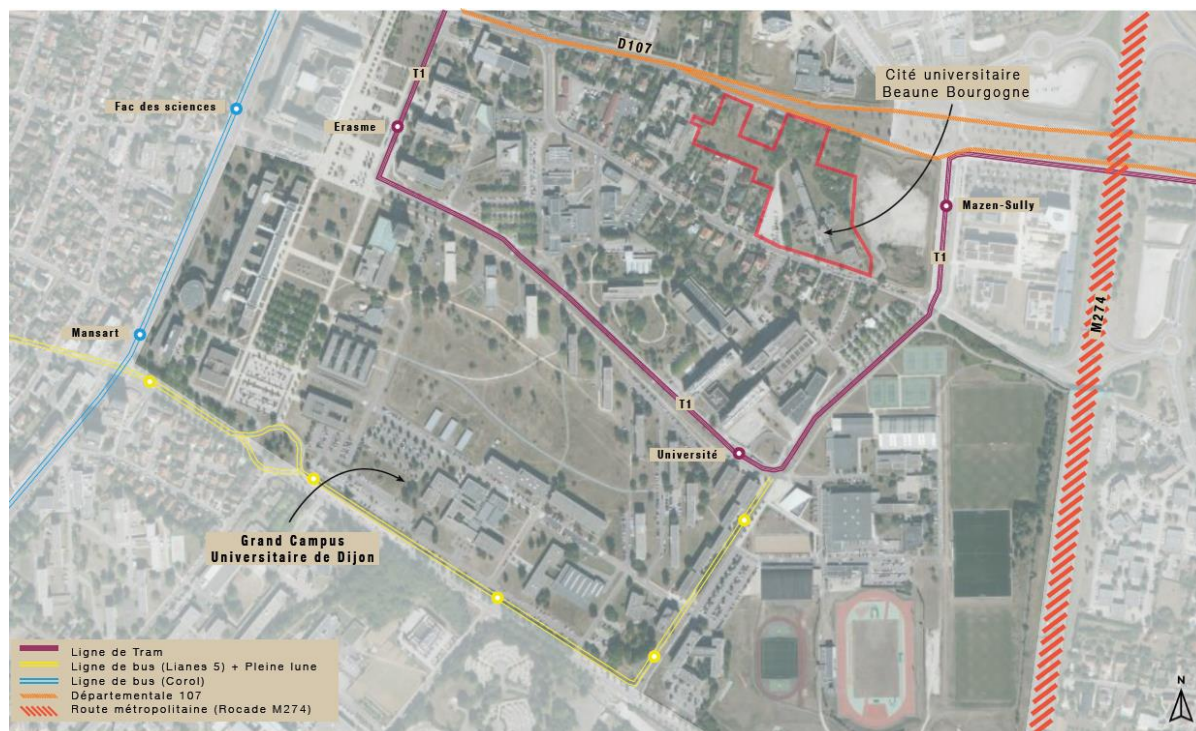 D107
T1
Cité universitaire
Beaune Bourgogne
Fac des sciences
Erasme
Mazen-Sully
T1
M274
Mansart
T1
Université
Grand Campus
Universitaire de Dijon
Ligne de Tram
Ligne de bus (Lianes 5) + Pleine lune
Ligne de bus (Corol)
Départementale 107
Route métropolitaine (Rocade M274)
N